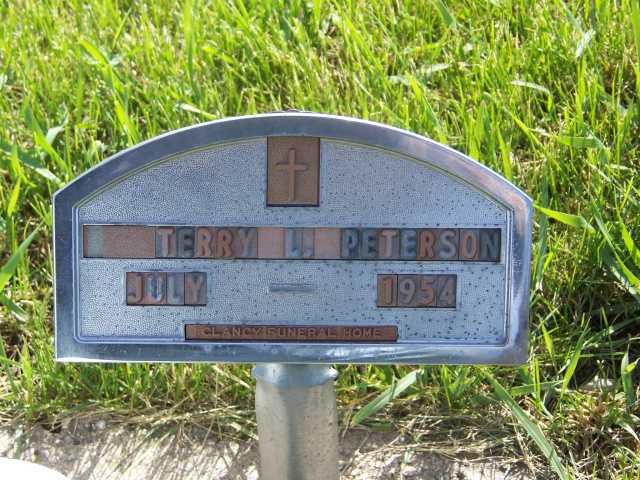 TERRY L. PETERSON
JULY — 1954
CLANCY FUNERAL HOME